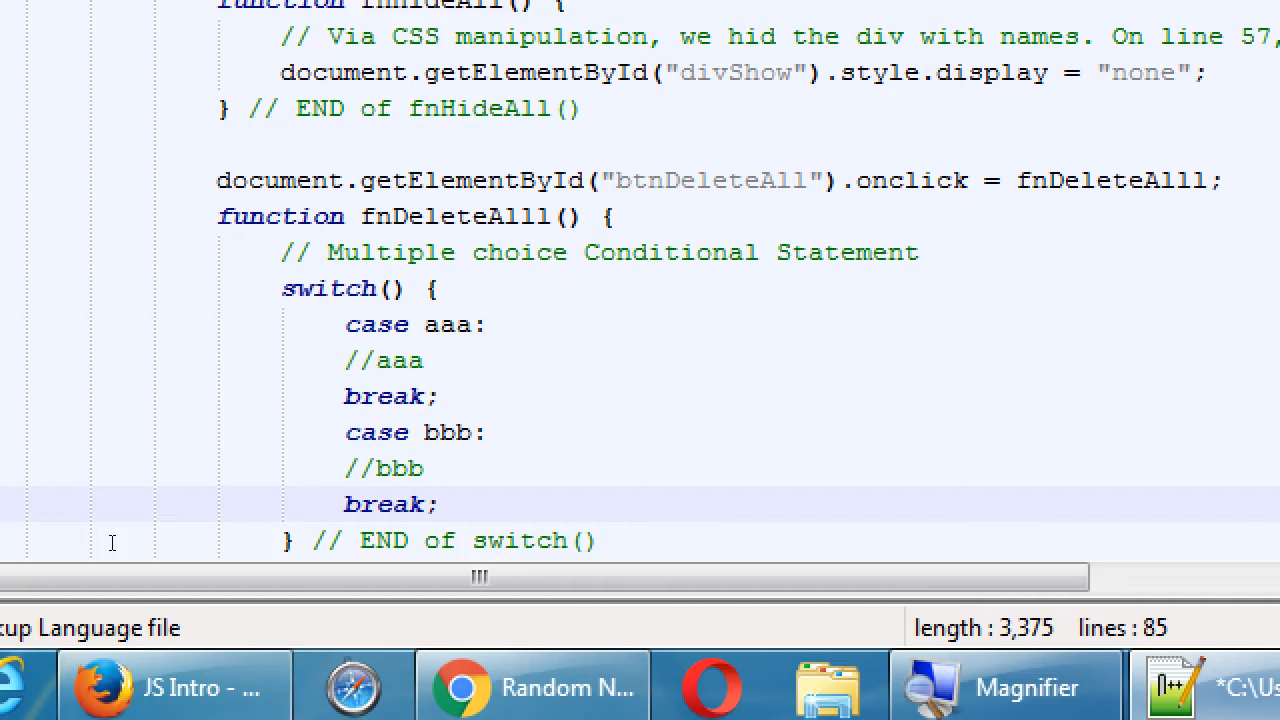 function fnHideAll() {
// Via CSS manipulation, we hid the div with names. On line 57,
document.getElementById("divShow").style.display = "none";
} // END of fnHideAll()
document.getElementById("btnDeleteAll").onclick = fnDeleteAlll;
function fnDeleteAlll() {
// Multiple choice Conditional Statement
switch() {
case aaa:
//aaa
break;
case bbb:
//bbb
break;
} // END of switch()
cup Language file length : 3,375 lines : 85
JS Intro - ... Random N... Magnifier *C:\Us